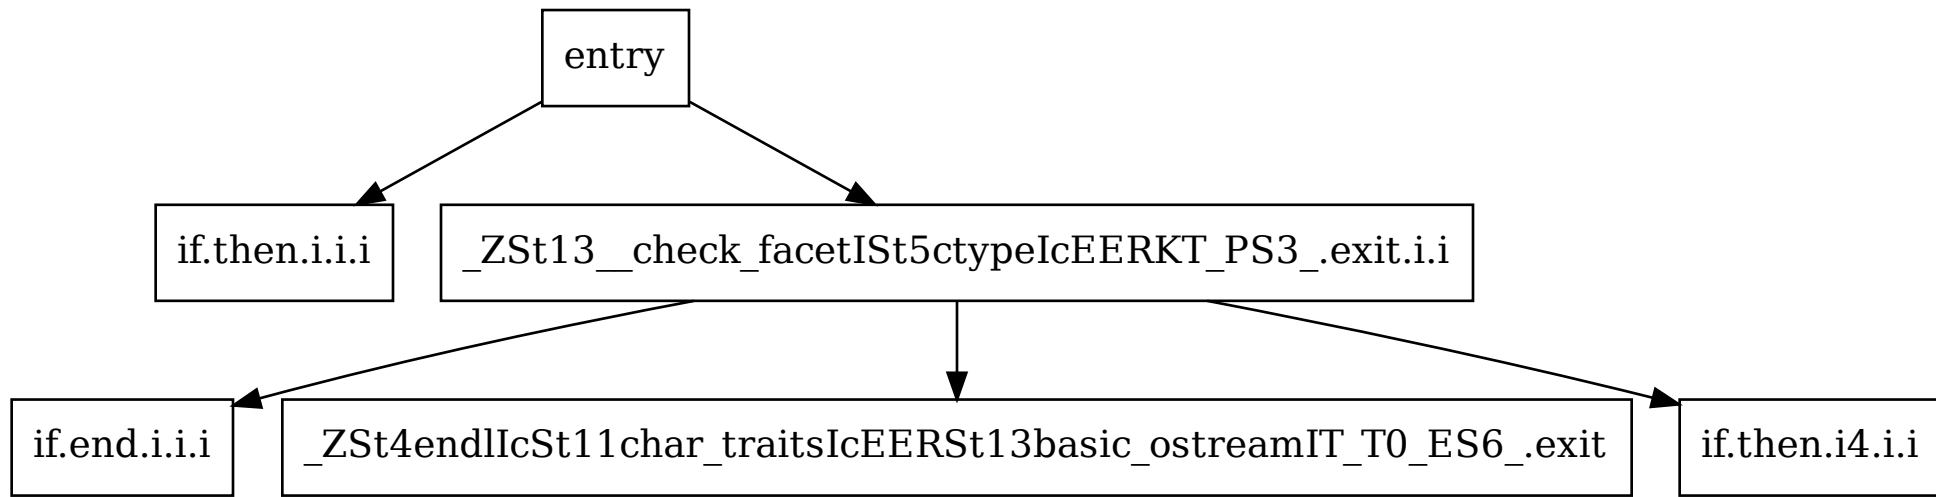 entry
if.then.i.i.i
_ZSt13__check_facetISt5ctypeIcEERKT_PS3_.exit.i.i
if.end.i.i.i
_ZSt4endlIcSt11char_traitsIcEERSt13basic_ostreamIT_T0_ES6_.exit
if.then.i4.i.i